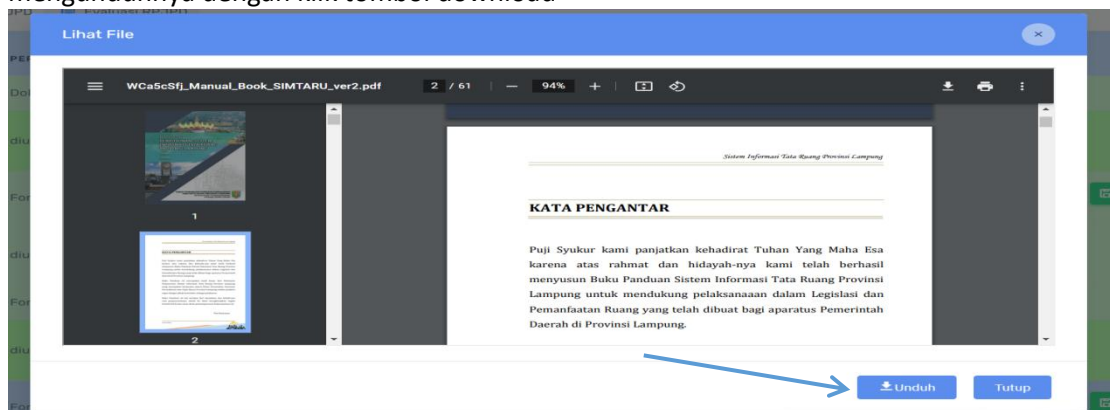 mengunduhnya dengan klik tombol download
Evaluasi RPJPD
Lihat File
WCa5cSfj_Manual_Book_SIMTARU_ver2.pdf 2 / 61 94%
Sistem Informasi Tata Ruang Provinsi Lampung
KATA PENGANTAR
Puji Syukur kami panjatkan kehadirat Tuhan Yang Maha Esa
karena atas rahmat dan hidayah-nya kami telah berhasil
menyusun Buku Panduan Sistem Informasi Tata Ruang Provinsi
Lampung untuk mendukung pelaksanaaan dalam Legislasi dan
Pemanfaatan Ruang yang telah dibuat bagi aparatus Pemerintah
Daerah di Provinsi Lampung.
1
2
Unduh
Tutup